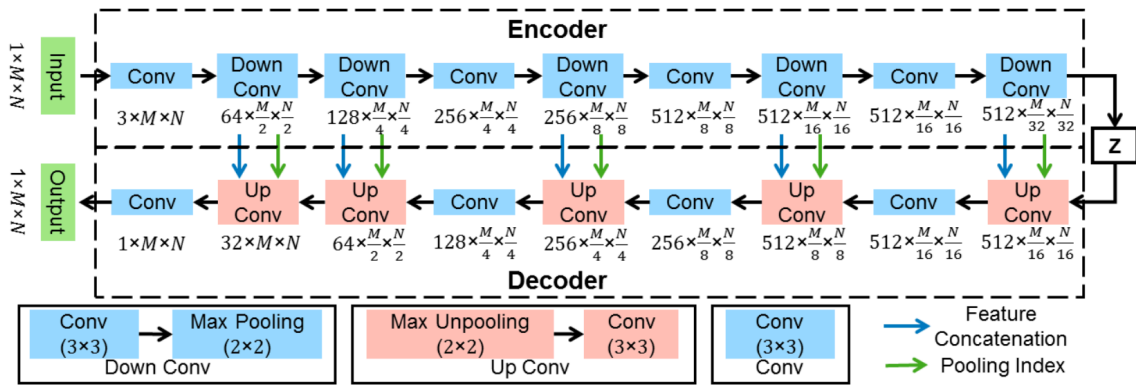 Encoder
1×M×N
Input
Conv
Down Conv
Down Conv
Conv
Down Conv
Conv
Down Conv
Conv
Down Conv
3×M×N
64×M/2×N/2
128×M/4×N/4
256×M/4×N/4
256×M/8×N/8
512×M/8×N/8
512×M/16×N/16
512×M/16×N/16
512×M/32×N/32
Z
1×M×N
Output
Conv
Up Conv
Up Conv
Conv
Up Conv
Conv
Up Conv
Conv
Up Conv
1×M×N
32×M×N
64×M/2×N/2
128×M/4×N/4
256×M/4×N/4
256×M/8×N/8
512×M/8×N/8
512×M/16×N/16
512×M/16×N/16
Decoder
Conv
(3×3)
Max Pooling
(2×2)
Down Conv
Max Unpooling
(2×2)
Conv
(3×3)
Up Conv
Conv
(3×3)
Conv
Feature
Concatenation
Pooling Index